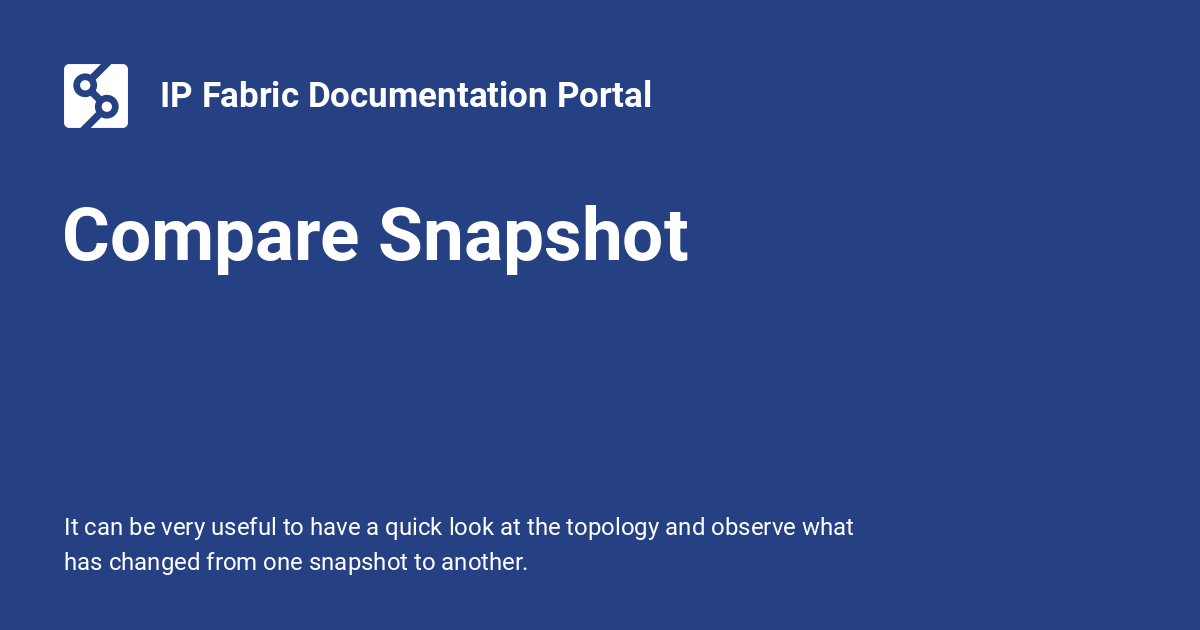 IP Fabric Documentation Portal
Compare Snapshot
It can be very useful to have a quick look at the topology and observe what
has changed from one snapshot to another.